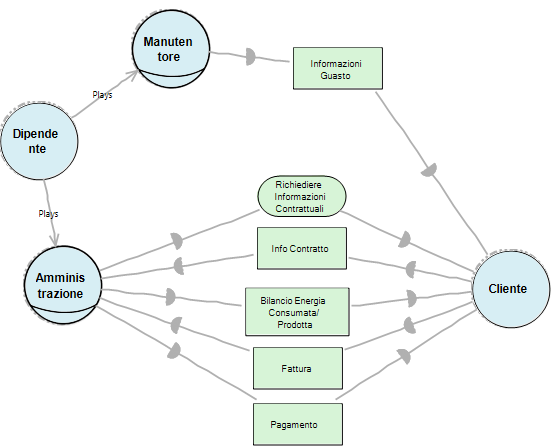 Manuten
tore
Informazioni
Guasto
Plays
Dipende
nte
Richiedere
Informazioni
Contrattuali
Plays
Info Contratto
Amminis
trazione
Cliente
Bilancio Energia
Consumata/
Prodotta
Fattura
Pagamento